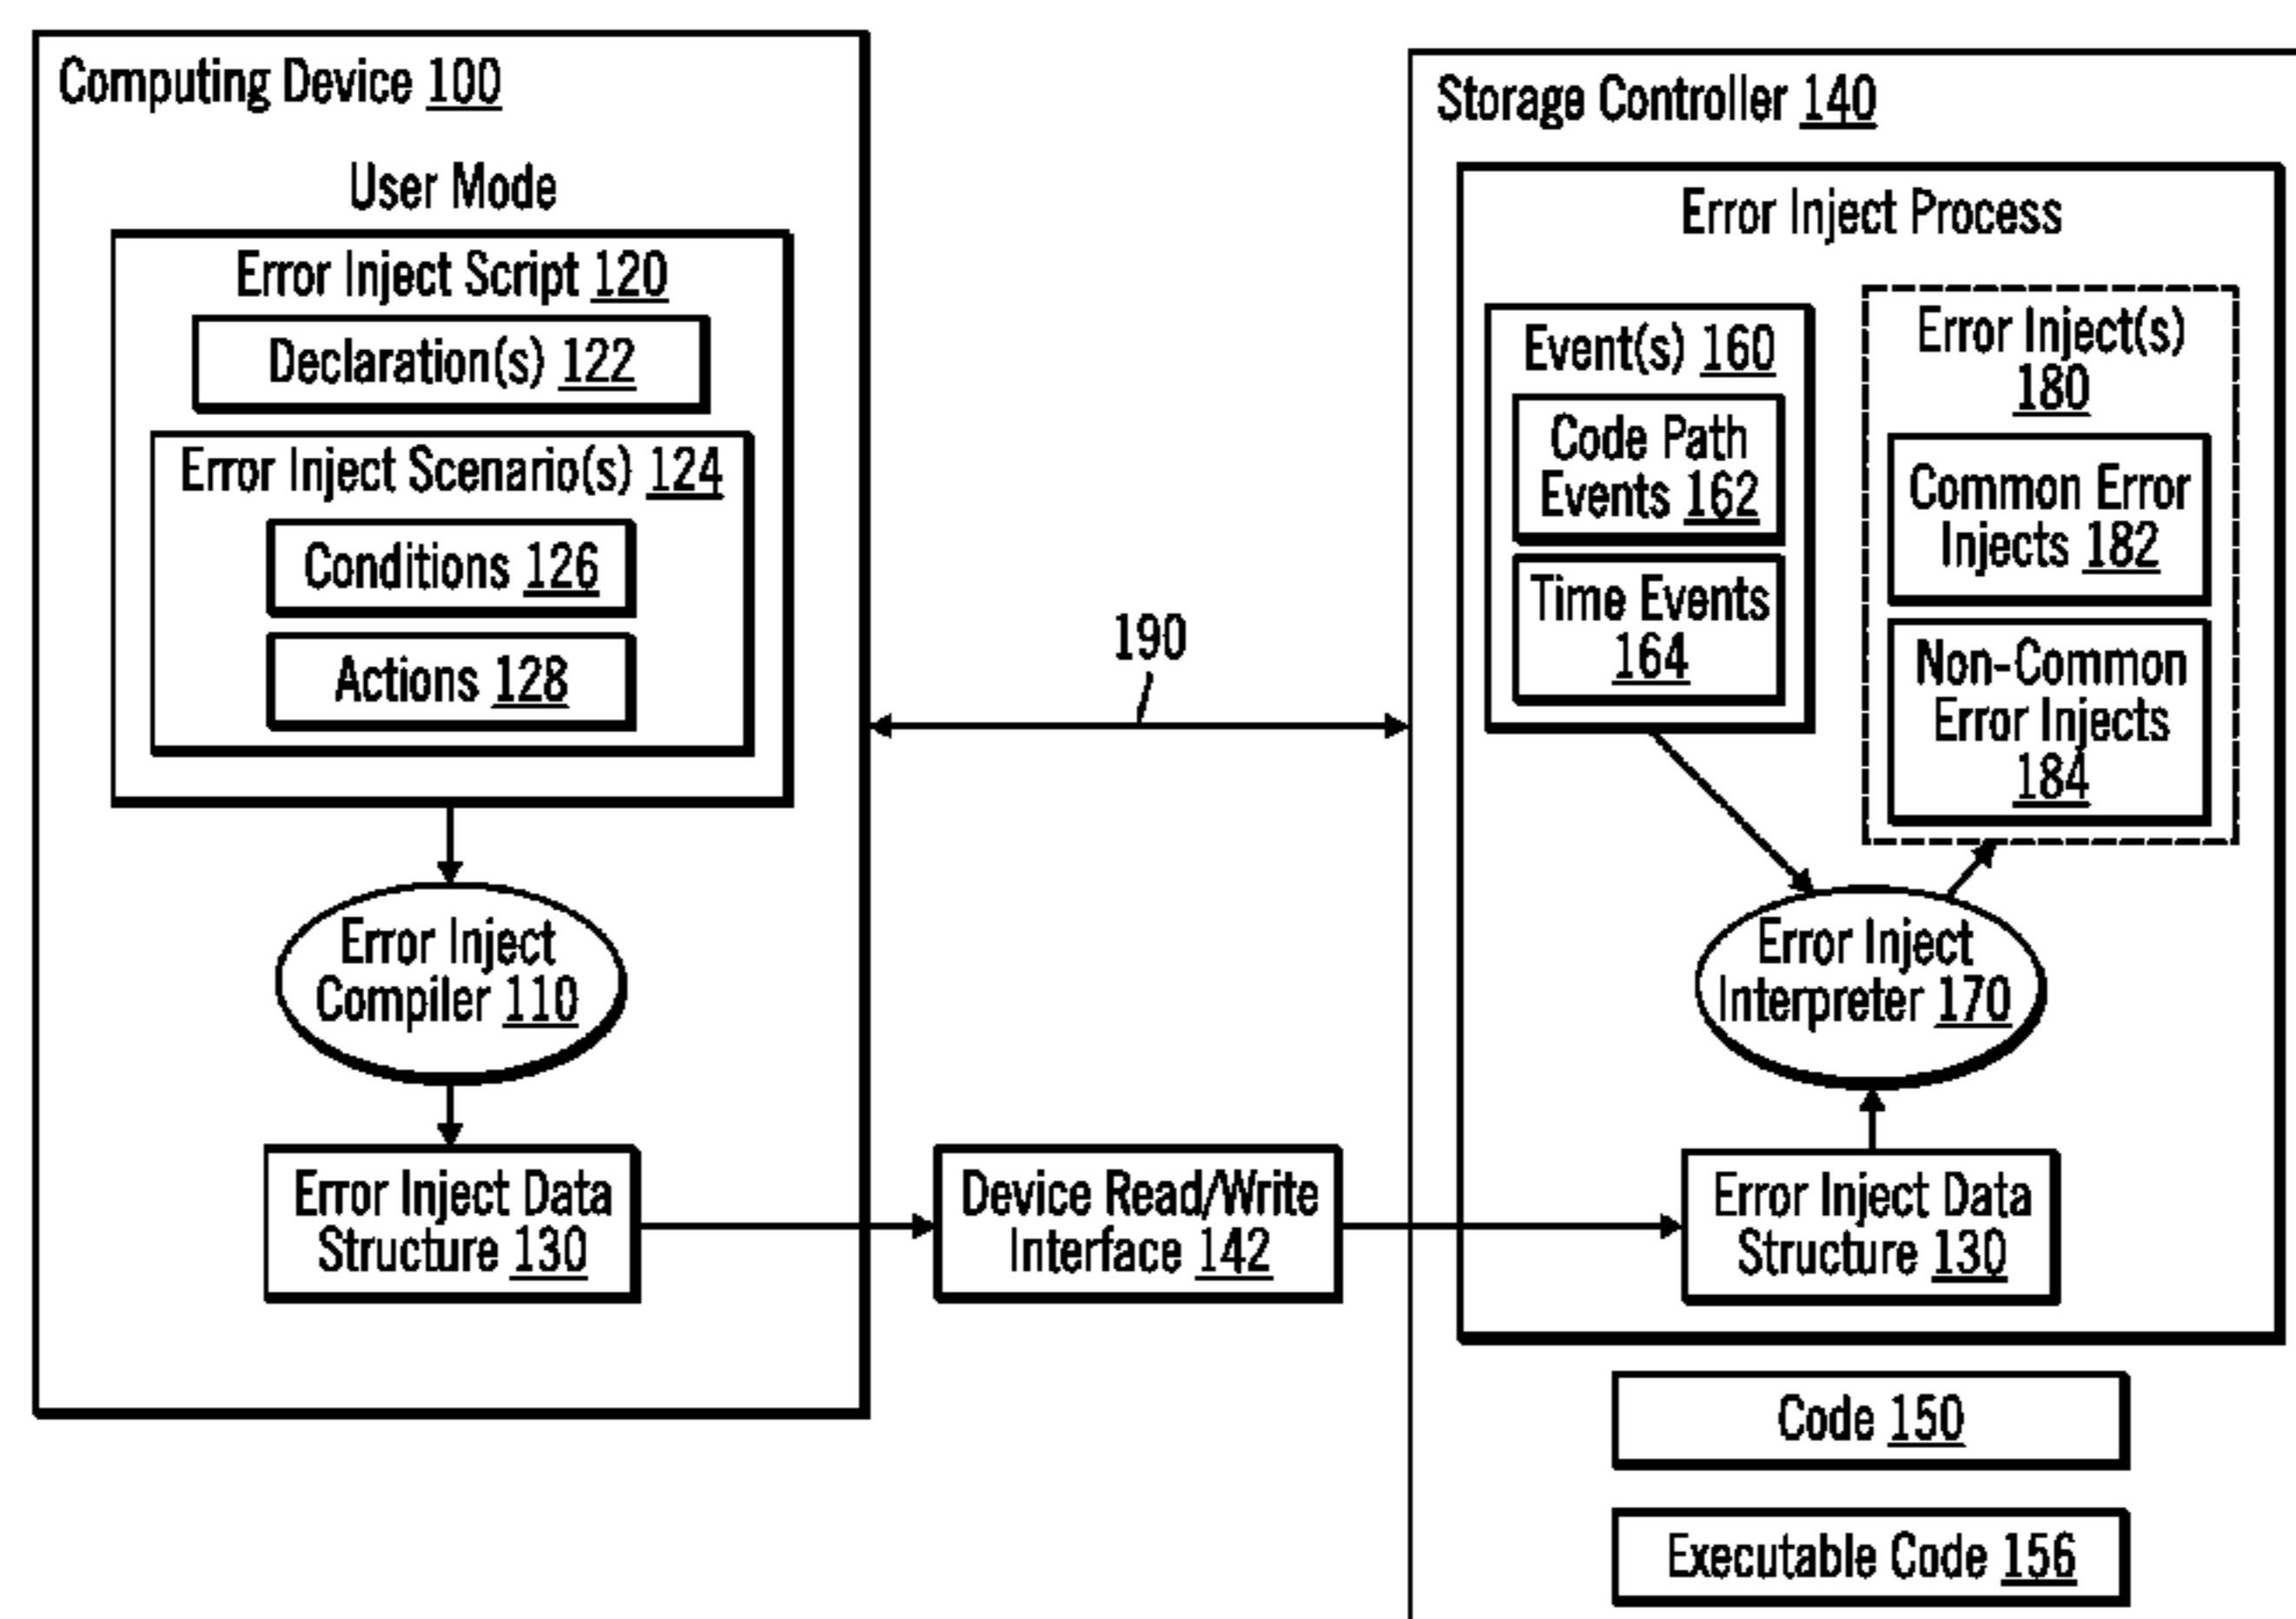 Computing Device 100
User Mode
Error Inject Script 120
Declaration(s) 122
Error Inject Scenario(s) 124
Conditions 126
Actions 128
Error Inject
Compiler 110
Error Inject Data
Structure 130
190
Device Read/Write
Interface 142
Storage Controller 140
Error Inject Process
Event(s) 160
Code Path
Events 162
Time Events
164
Error Inject(s)
180
Common Error
Injects 182
Non-Common
Error Injects
184
Error Inject
Interpreter 170
Error Inject Data
Structure 130
Code 150
Executable Code 156